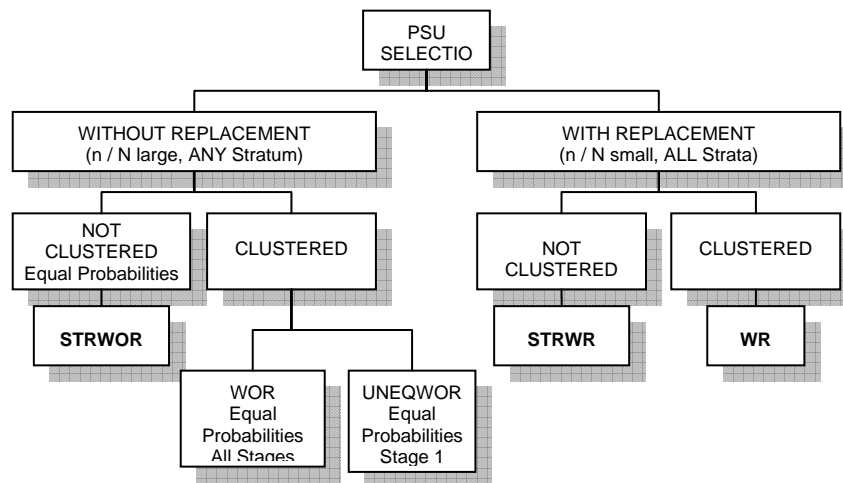 PSU
SELECTIO
WITHOUT REPLACEMENT
(n / N large, ANY Stratum)
WITH REPLACEMENT
(n / N small, ALL Strata)
NOT
CLUSTERED
Equal Probabilities
CLUSTERED
NOT
CLUSTERED
CLUSTERED
STRWOR
STRWR
WR
WOR
Equal
Probabilities
All Stages
UNEQWOR
Equal
Probabilities
Stage 1